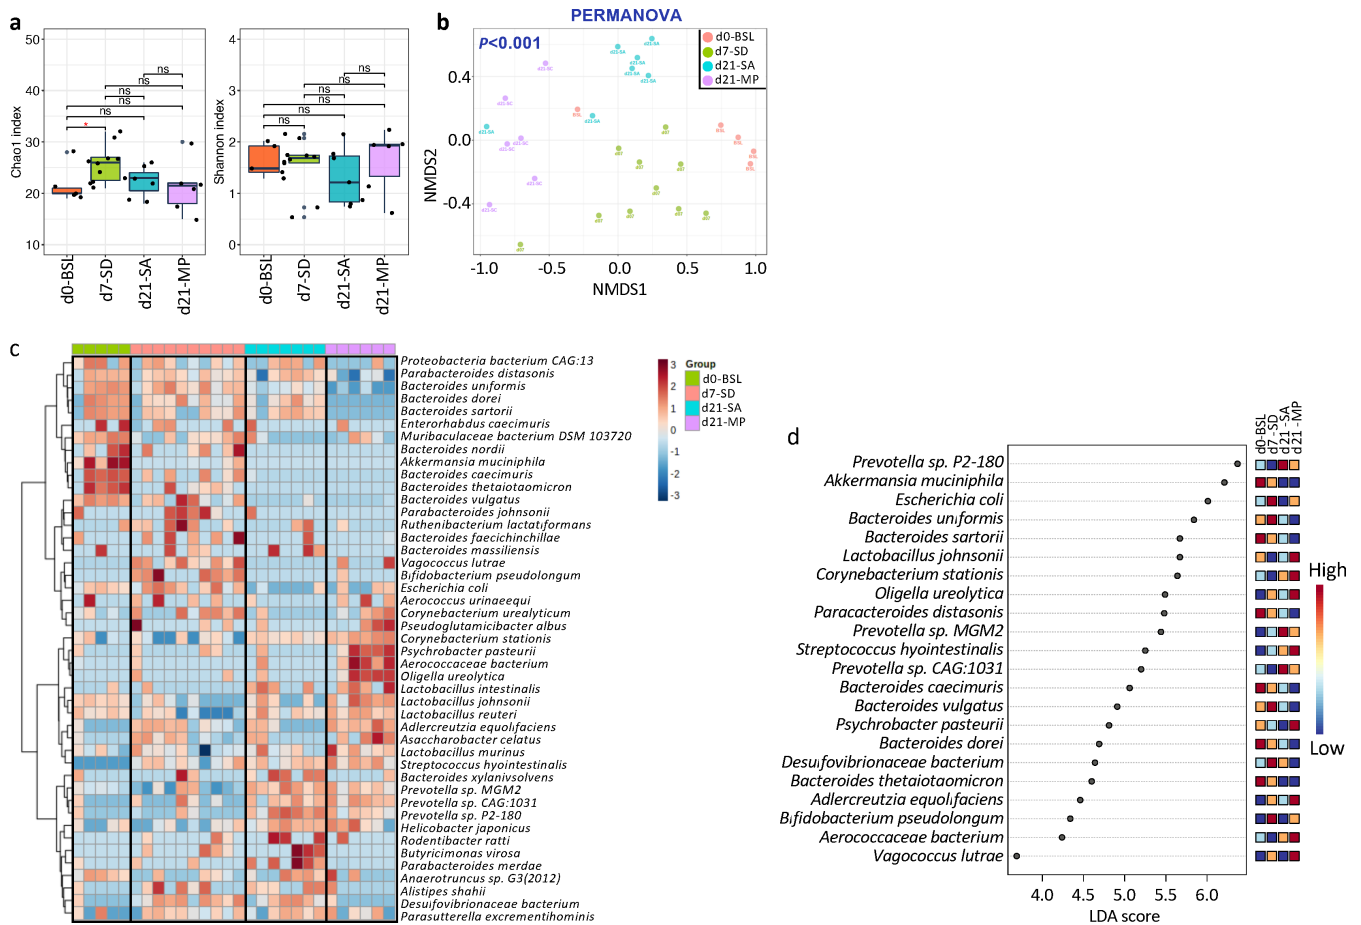 a
50
40
30
20
10
Chao1 index
ns
ns
ns
ns
ns
*
d0-BSL
d7-SD
d21-SA
d21-MP
4
3
2
1
0
Shannon index
ns
ns
ns
ns
ns
ns
d0-BSL
d7-SD
d21-SA
d21-MP
b
PERMANOVA
P<0.001
d0-BSL
d7-SD
d21-SA
d21-MP
0.4
0.0
-0.4
NMDS2
-1.0
-0.5
0.0
0.5
1.0
NMDS1
c
Proteobacteria bacterium CAG:13
Parabacteroides distasonis
Bacteroides uniformis
Bacteroides dorei
Bacteroides sartorii
Enterorhabdus caecimuris
Muribaculaceae bacterium DSM 103720
Bacteroides nordii
Akkermansia muciniphila
Bacteroides caecimuris
Bacteroides thetaiotaomicron
Bacteroides vulgatus
Parabacteroides johnsonii
Ruthenibacterium lactatiformans
Bacteroides faecichinchillae
Bacteroides massiliensis
Vagococcus lutrae
Bifidobacterium pseudolongum
Escherichia coli
Aerococcus urinaeequi
Corynebacterium urealyticum
Pseudoglutamicibacter albus
Corynebacterium stationis
Psychrobacter pasteurii
Aerococcaceae bacterium
Oligella ureolytica
Lactobacillus intestinalis
Lactobacillus johnsonii
Lactobacillus reuteri
Adlercreutzia equolifaciens
Asaccharobacter celatus
Lactobacillus murinus
Streptococcus hyointestinalis
Bacteroides xylanivsolvens
Prevotella sp. MGM2
Prevotella sp. CAG:1031
Prevotella sp. P2-180
Helicobacter japonicus
Rodentibacter ratti
Butyricimonas virosa
Parabacteroides merdae
Anaerotruncus sp. G3(2012)
Alistipes shahii
Desulfovibrionaceae bacterium
Parasutterella excrementihominis
3
2
1
0
-1
-2
-3
Group
d0-BSL
d7-SD
d21-SA
d21-MP
d
d0-BSL
d7-SD
d21 -SA
d21 -MP
Prevotella sp. P2-180
Akkermansia muciniphila
Escherichia coli
Bacteroides uniformis
Bacteroides sartorii
Lactobacillus johnsonii
Corynebacterium stationis
Oligella ureolytica
Paracacteroides distasonis
Prevotella sp. MGM2
Streptococcus hyointestinalis
Prevotella sp. CAG:1031
Bacteroides caecimuris
Bacteroides vulgatus
Psychrobacter pasteurii
Bacteroides dorei
Desulfovibrionaceae bacterium
Bacteroides thetaiotaomicron
Adlercreutzia equolifaciens
Bifidobacterium pseudolongum
Aerococcaceae bacterium
Vagococcus lutrae
4.0
4.5
5.0
5.5
6.0
LDA score
High
Low